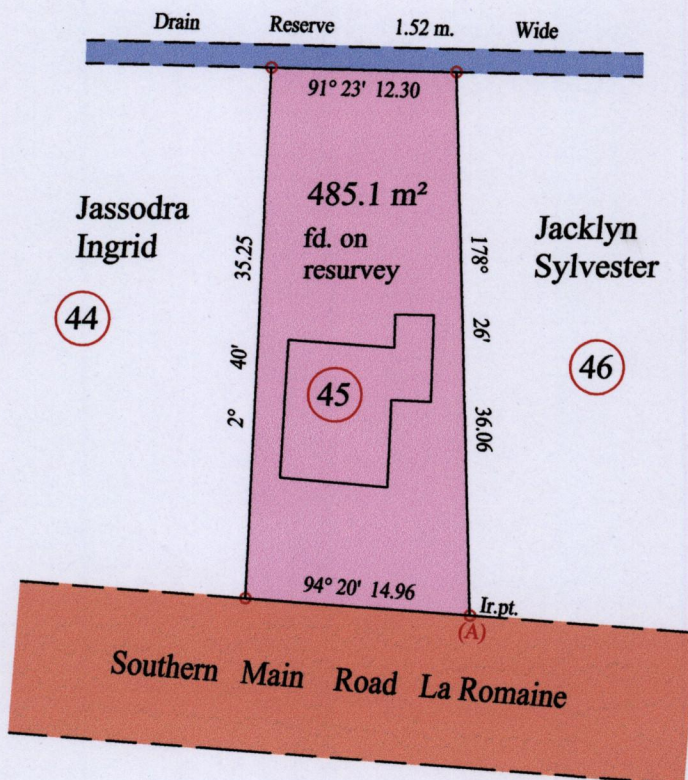 Drain Reserve 1.52 m. Wide
91° 23' 12.30
485.1 m²
fd. on
resurvey
Jassodra
Ingrid
44
Jacklyn
Sylvester
46
2° 40' 35.25
178° 26' 36.06
45
94° 20' 14.96
Ir.pt.
(A)
Southern Main Road La Romaine